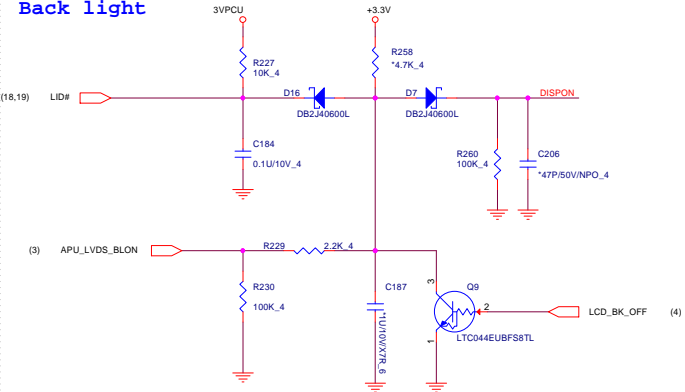 Back light
3VPCU
+3.3V
R227
10K_4
R258
*4.7K_4
(18,19) LID#
D16
DB2J40600L
D7
DB2J40600L
DISPON
C184
0.1U/10V_4
R260
100K_4
C206
*47P/50V/NPO_4
(3) APU_LVDS_BLON
R229 2.2K_4
R230
100K_4
C187
*1U/10V/X7R_6
3
Q9
2
LCD_BK_OFF (4)
LTC044EUBFS8TL
1